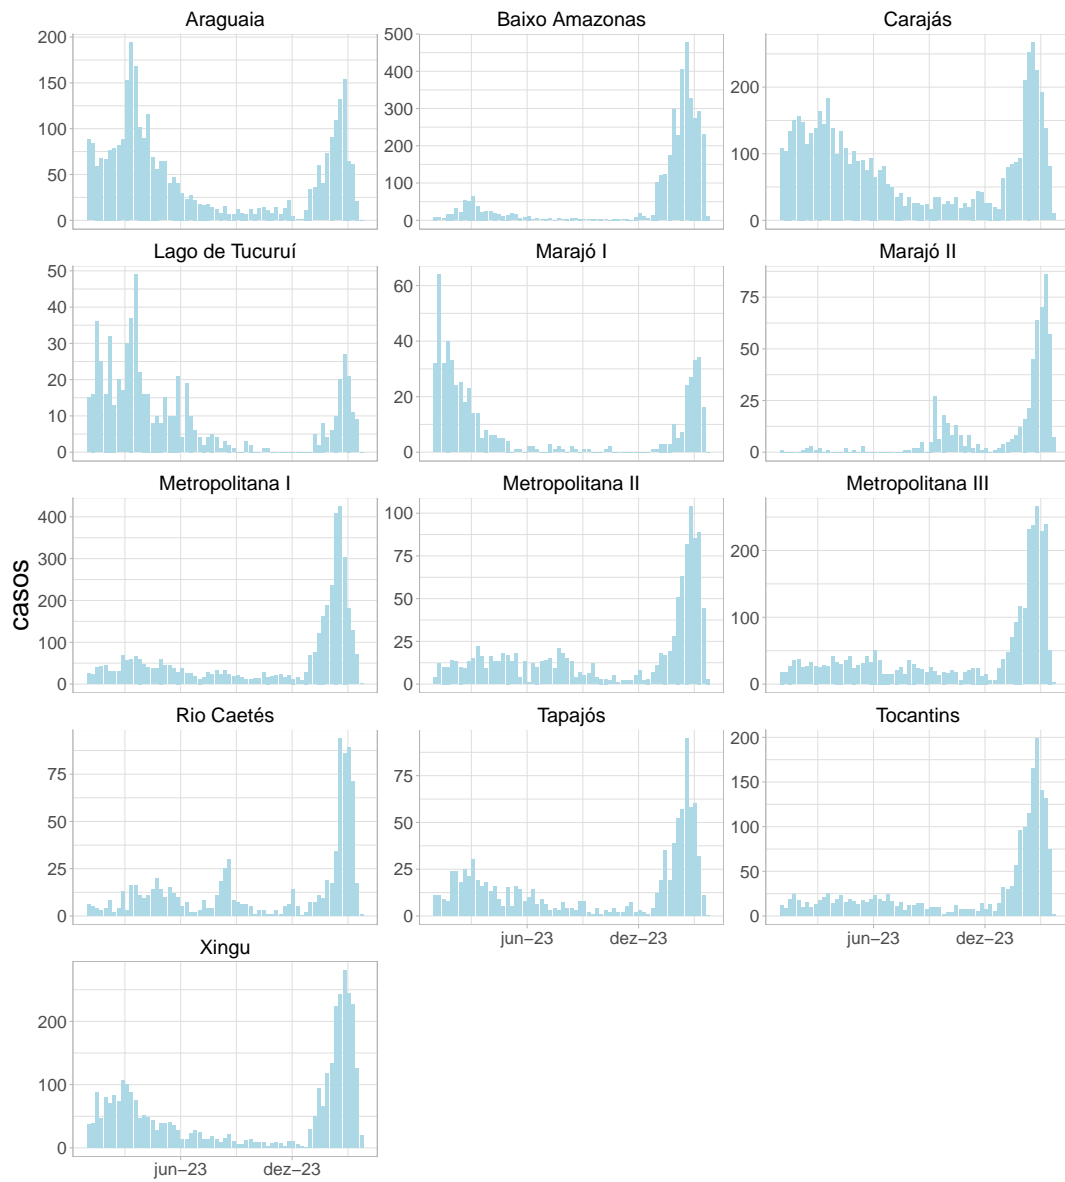 Araguaia
Baixo Amazonas
Carajás
200
150
100
50
0
500
400
300
200
100
0
200
100
0
Lago de Tucuruí
Marajó I
Marajó II
50
40
30
20
10
0
60
40
20
0
75
50
25
0
Metropolitana I
Metropolitana II
Metropolitana III
casos
400
300
200
100
0
100
75
50
25
0
200
100
0
Rio Caetés
Tapajós
Tocantins
75
50
25
0
75
50
25
0
200
150
100
50
0
jun−23
dez−23
jun−23
dez−23
Xingu
200
100
0
jun−23
dez−23